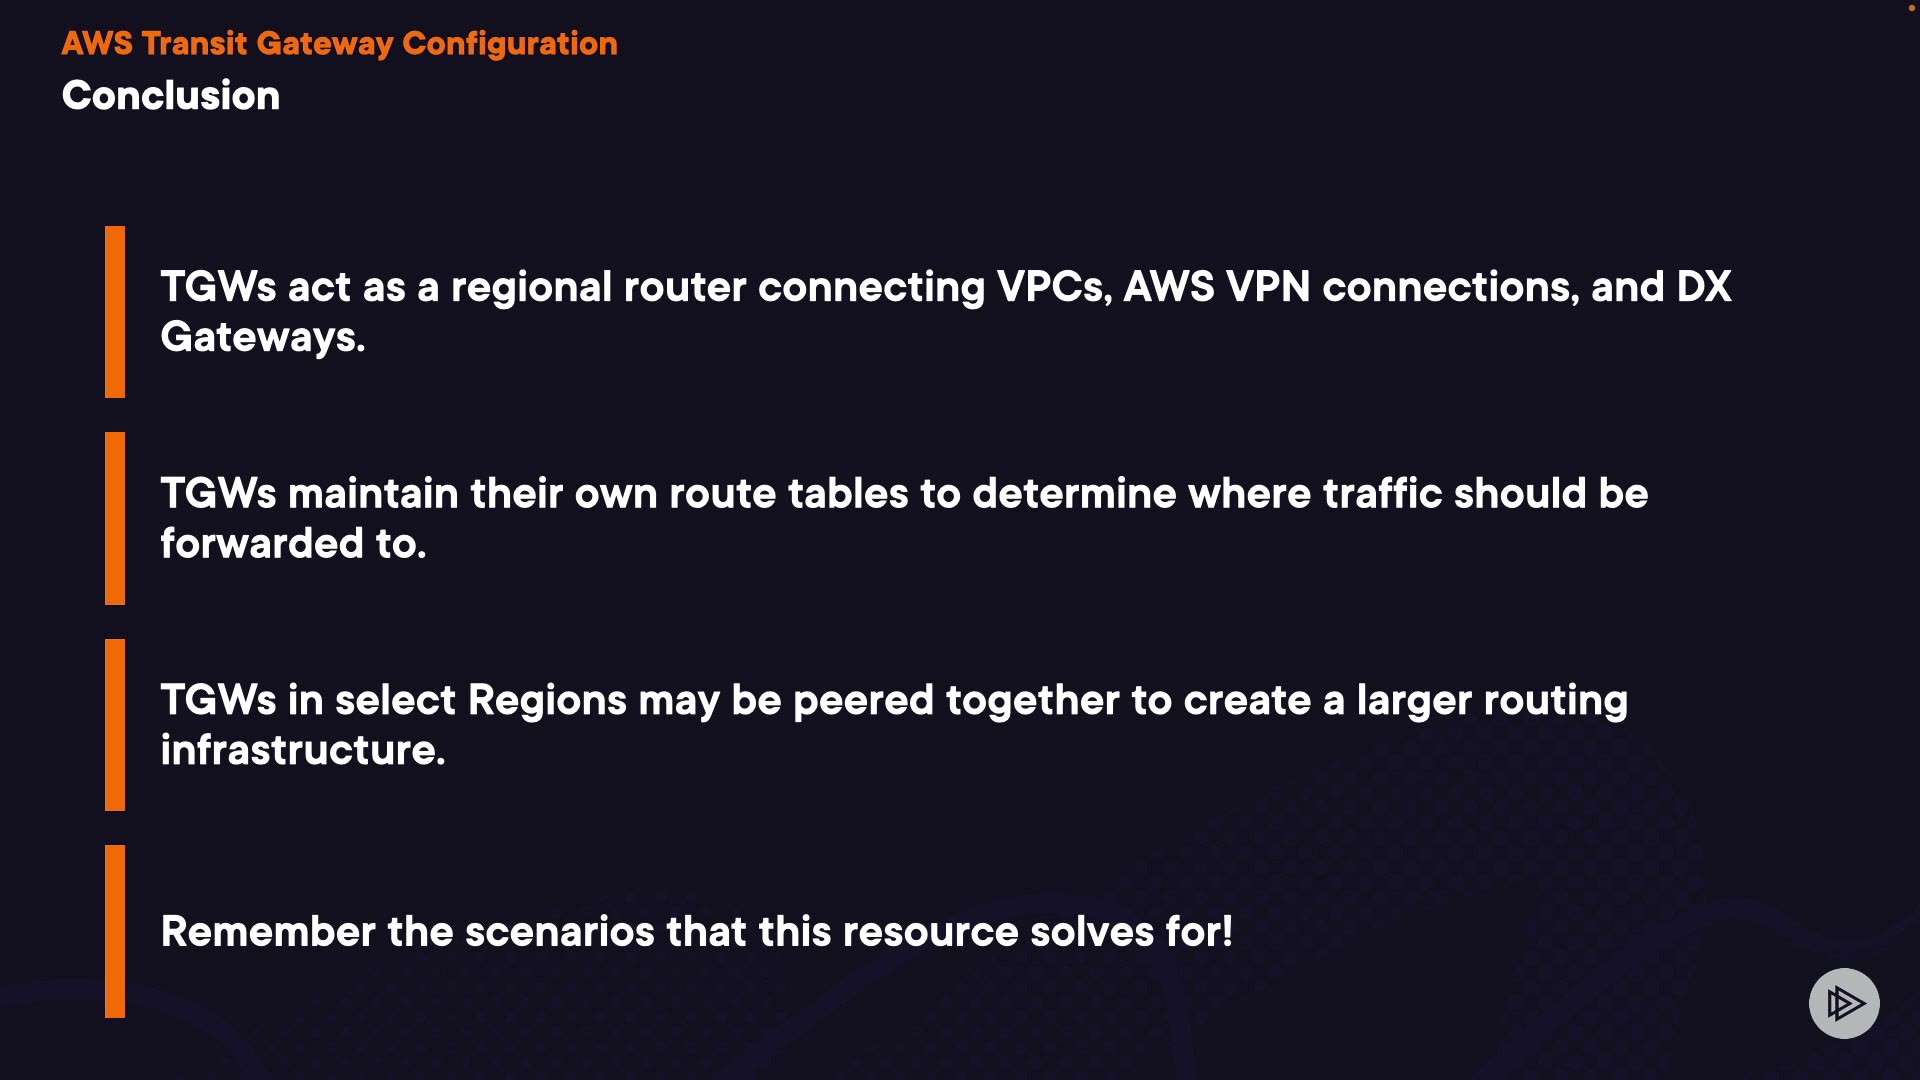 AWS Transit Gateway Configuration
Conclusion
TGWs act as a regional router connecting VPCs, AWS VPN connections, and DX
Gateways.
TGWs maintain their own route tables to determine where traffic should be
forwarded to.
TGWs in select Regions may be peered together to create a larger routing
infrastructure.
Remember the scenarios that this resource solves for!